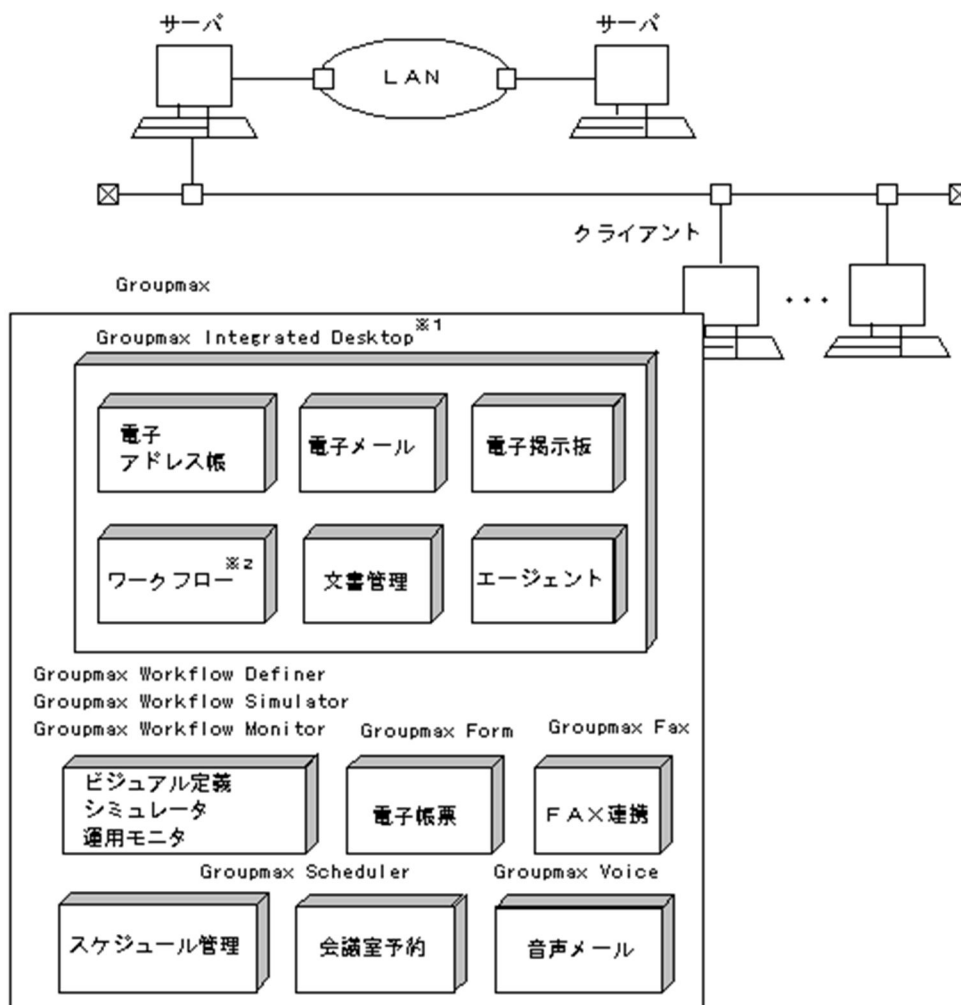 サーバ
サーバ
ＬＡＮ
クライアント
...
Groupmax
Groupmax Integrated Desktop※1
電子
アドレス帳
電子メール
電子掲示板
ワークフロー※2
文書管理
エージェント
Groupmax Workflow Definer
Groupmax Workflow Simulator
Groupmax Workflow Monitor
Groupmax Form
Groupmax Fax
ビジュアル定義
シミュレータ
運用モニタ
電子帳票
ＦＡＸ連携
Groupmax Scheduler
Groupmax Voice
スケジュール管理
会議室予約
音声メール